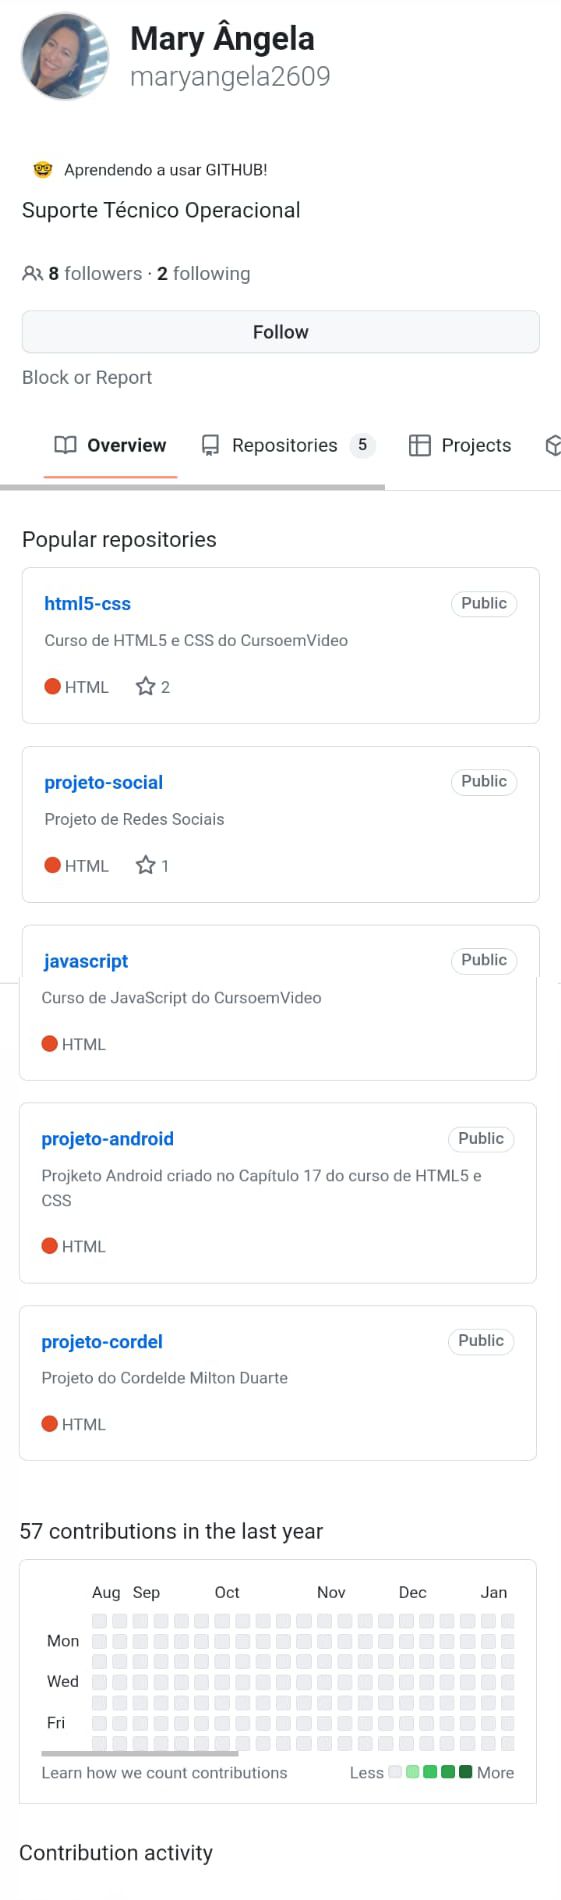 Mary Ângela
maryangela2609
Aprendendo a usar GITHUB!
Suporte Técnico Operacional
8 followers · 2 following
Follow
Block or Report
Overview Repositories 5 Projects
Popular repositories
html5-css Public
Curso de HTML5 e CSS do CursoemVideo
HTML 2
projeto-social Public
Projeto de Redes Sociais
HTML 1
javascript Public
Curso de JavaScript do CursoemVideo
HTML
projeto-android Public
Projketo Android criado no Capítulo 17 do curso de HTML5 e
CSS
HTML
projeto-cordel Public
Projeto do Cordelde Milton Duarte
HTML
57 contributions in the last year
Aug Sep Oct Nov Dec Jan
Mon
Wed
Fri
Learn how we count contributions Less More
Contribution activity